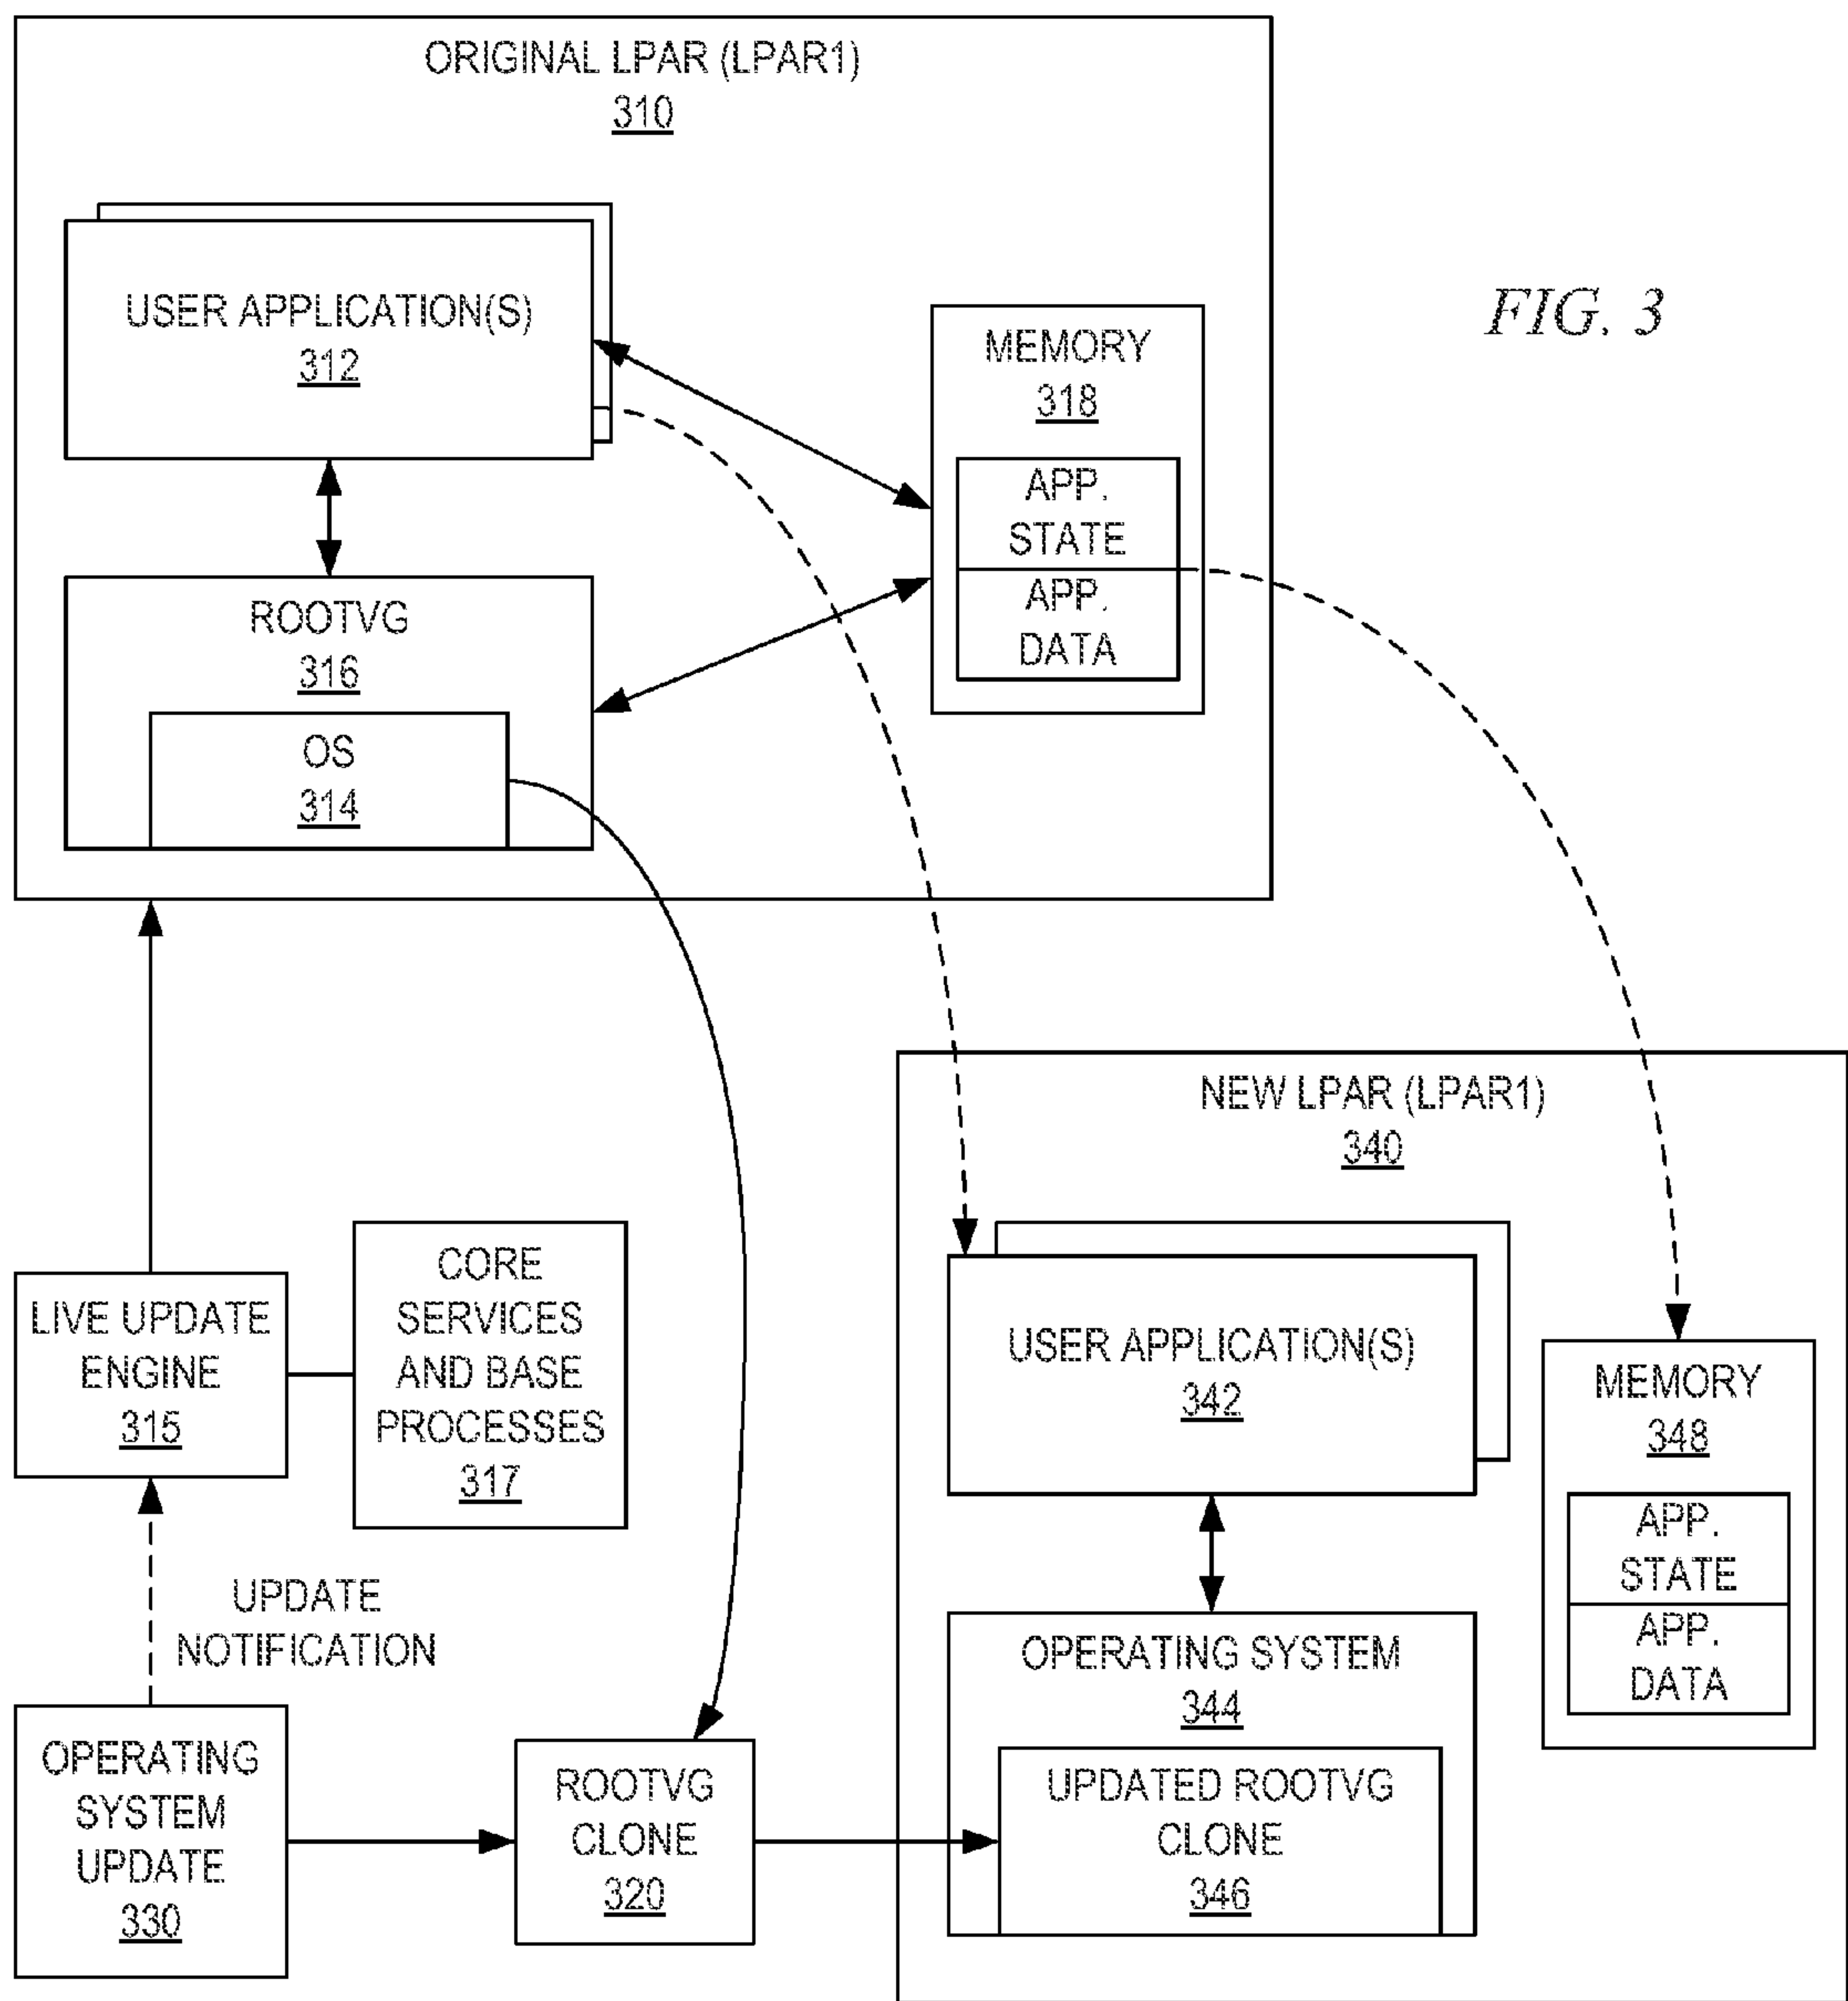 ORIGINAL LPAR (LPAR1)
310
USER APPLICATION(S)
312
FIG. 3
MEMORY
318
APP.
STATE
APP.
DATA
ROOTVG
316
OS
314
NEW LPAR (LPAR1)
340
LIVE UPDATE
ENGINE
315
CORE
SERVICES
AND BASE
PROCESSES
317
USER APPLICATION(S)
342
MEMORY
348
APP.
STATE
APP.
DATA
UPDATE
NOTIFICATION
OPERATING SYSTEM
344
OPERATING
SYSTEM
UPDATE
330
ROOTVG
CLONE
320
UPDATED ROOTVG
CLONE
346